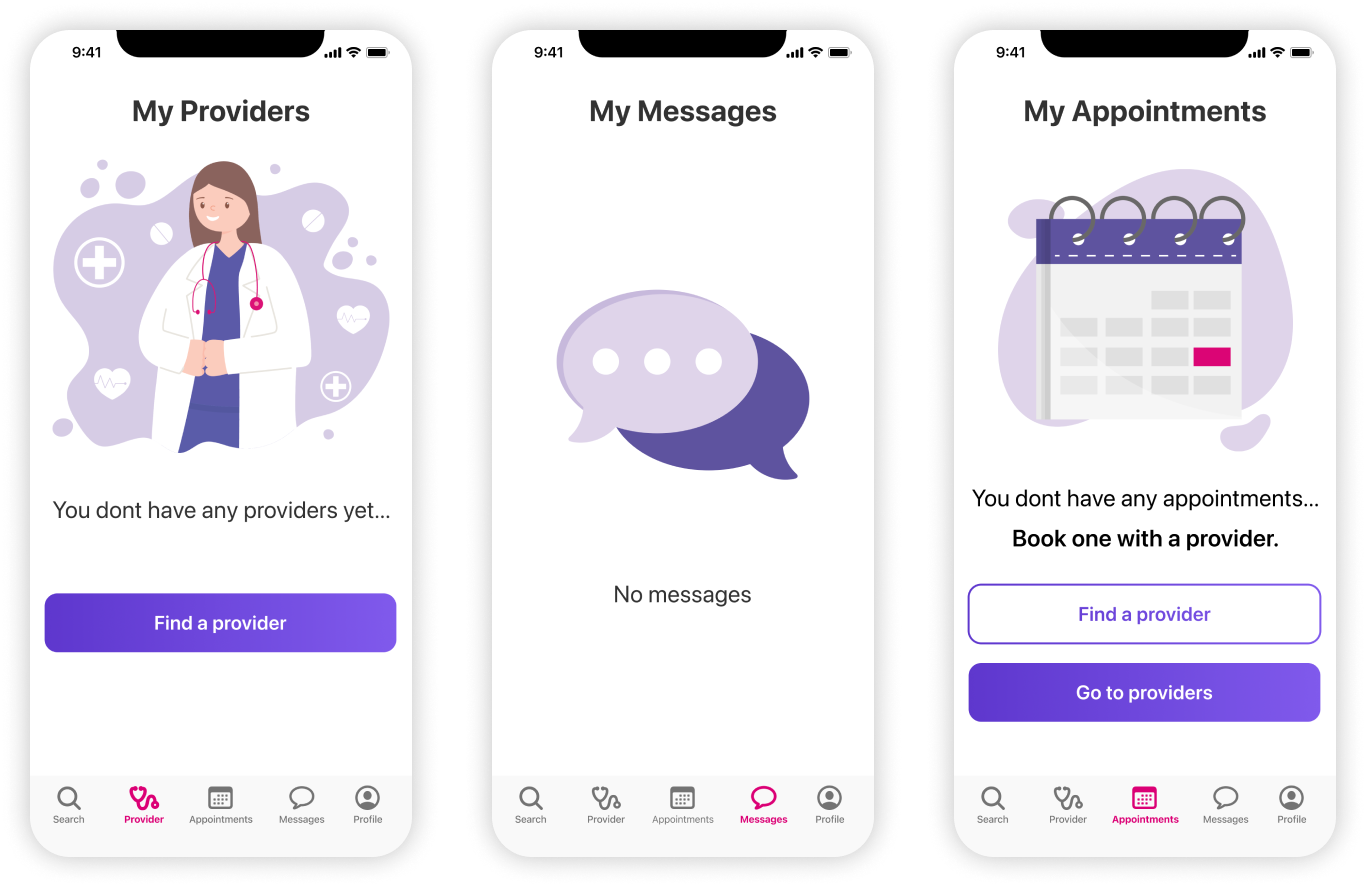 9:41
My Providers
You dont have any providers yet...
Find a provider
Search
Provider
Appointments
Messages
Profile
9:41
My Messages
No messages
Search
Provider
Appointments
Messages
Profile
9:41
My Appointments
You dont have any appointments...
Book one with a provider.
Find a provider
Go to providers
Search
Provider
Appointments
Messages
Profile